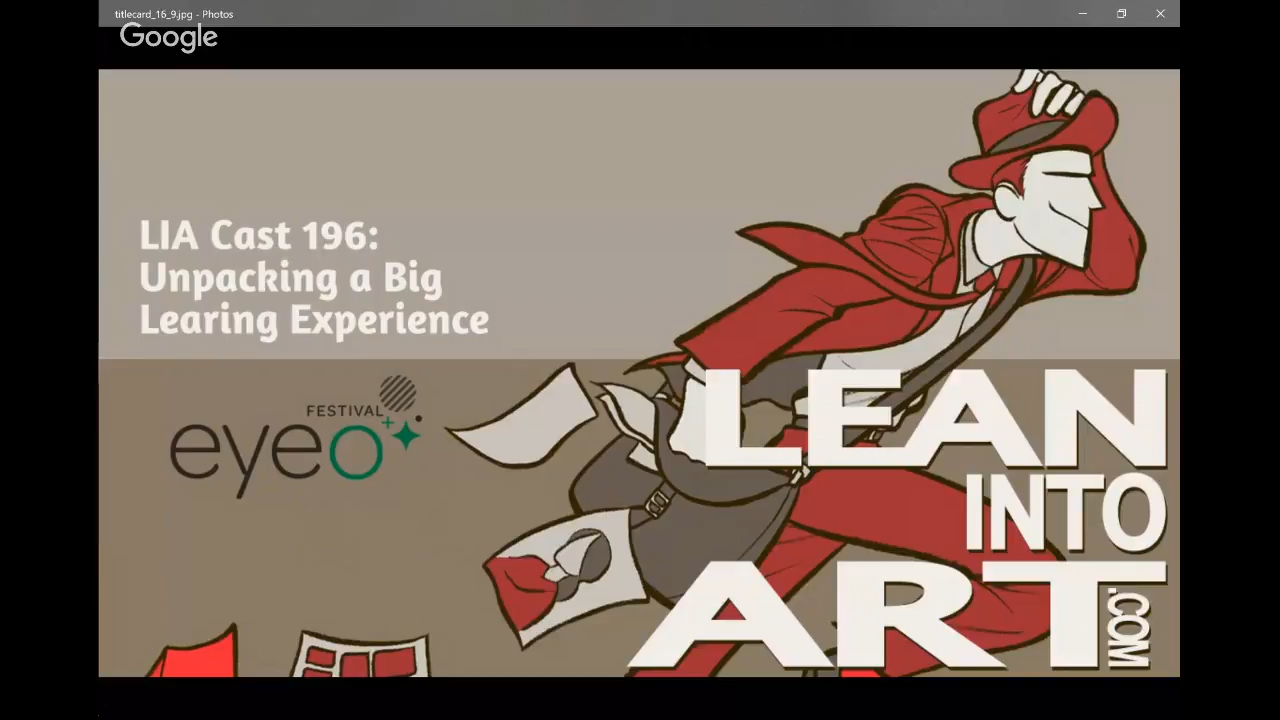 titlecard_16_9.jpg - Photos
Google
LIA Cast 196:
Unpacking a Big
Learing Experience
FESTIVAL
eyeo
LEAN
INTO
ART
.COM